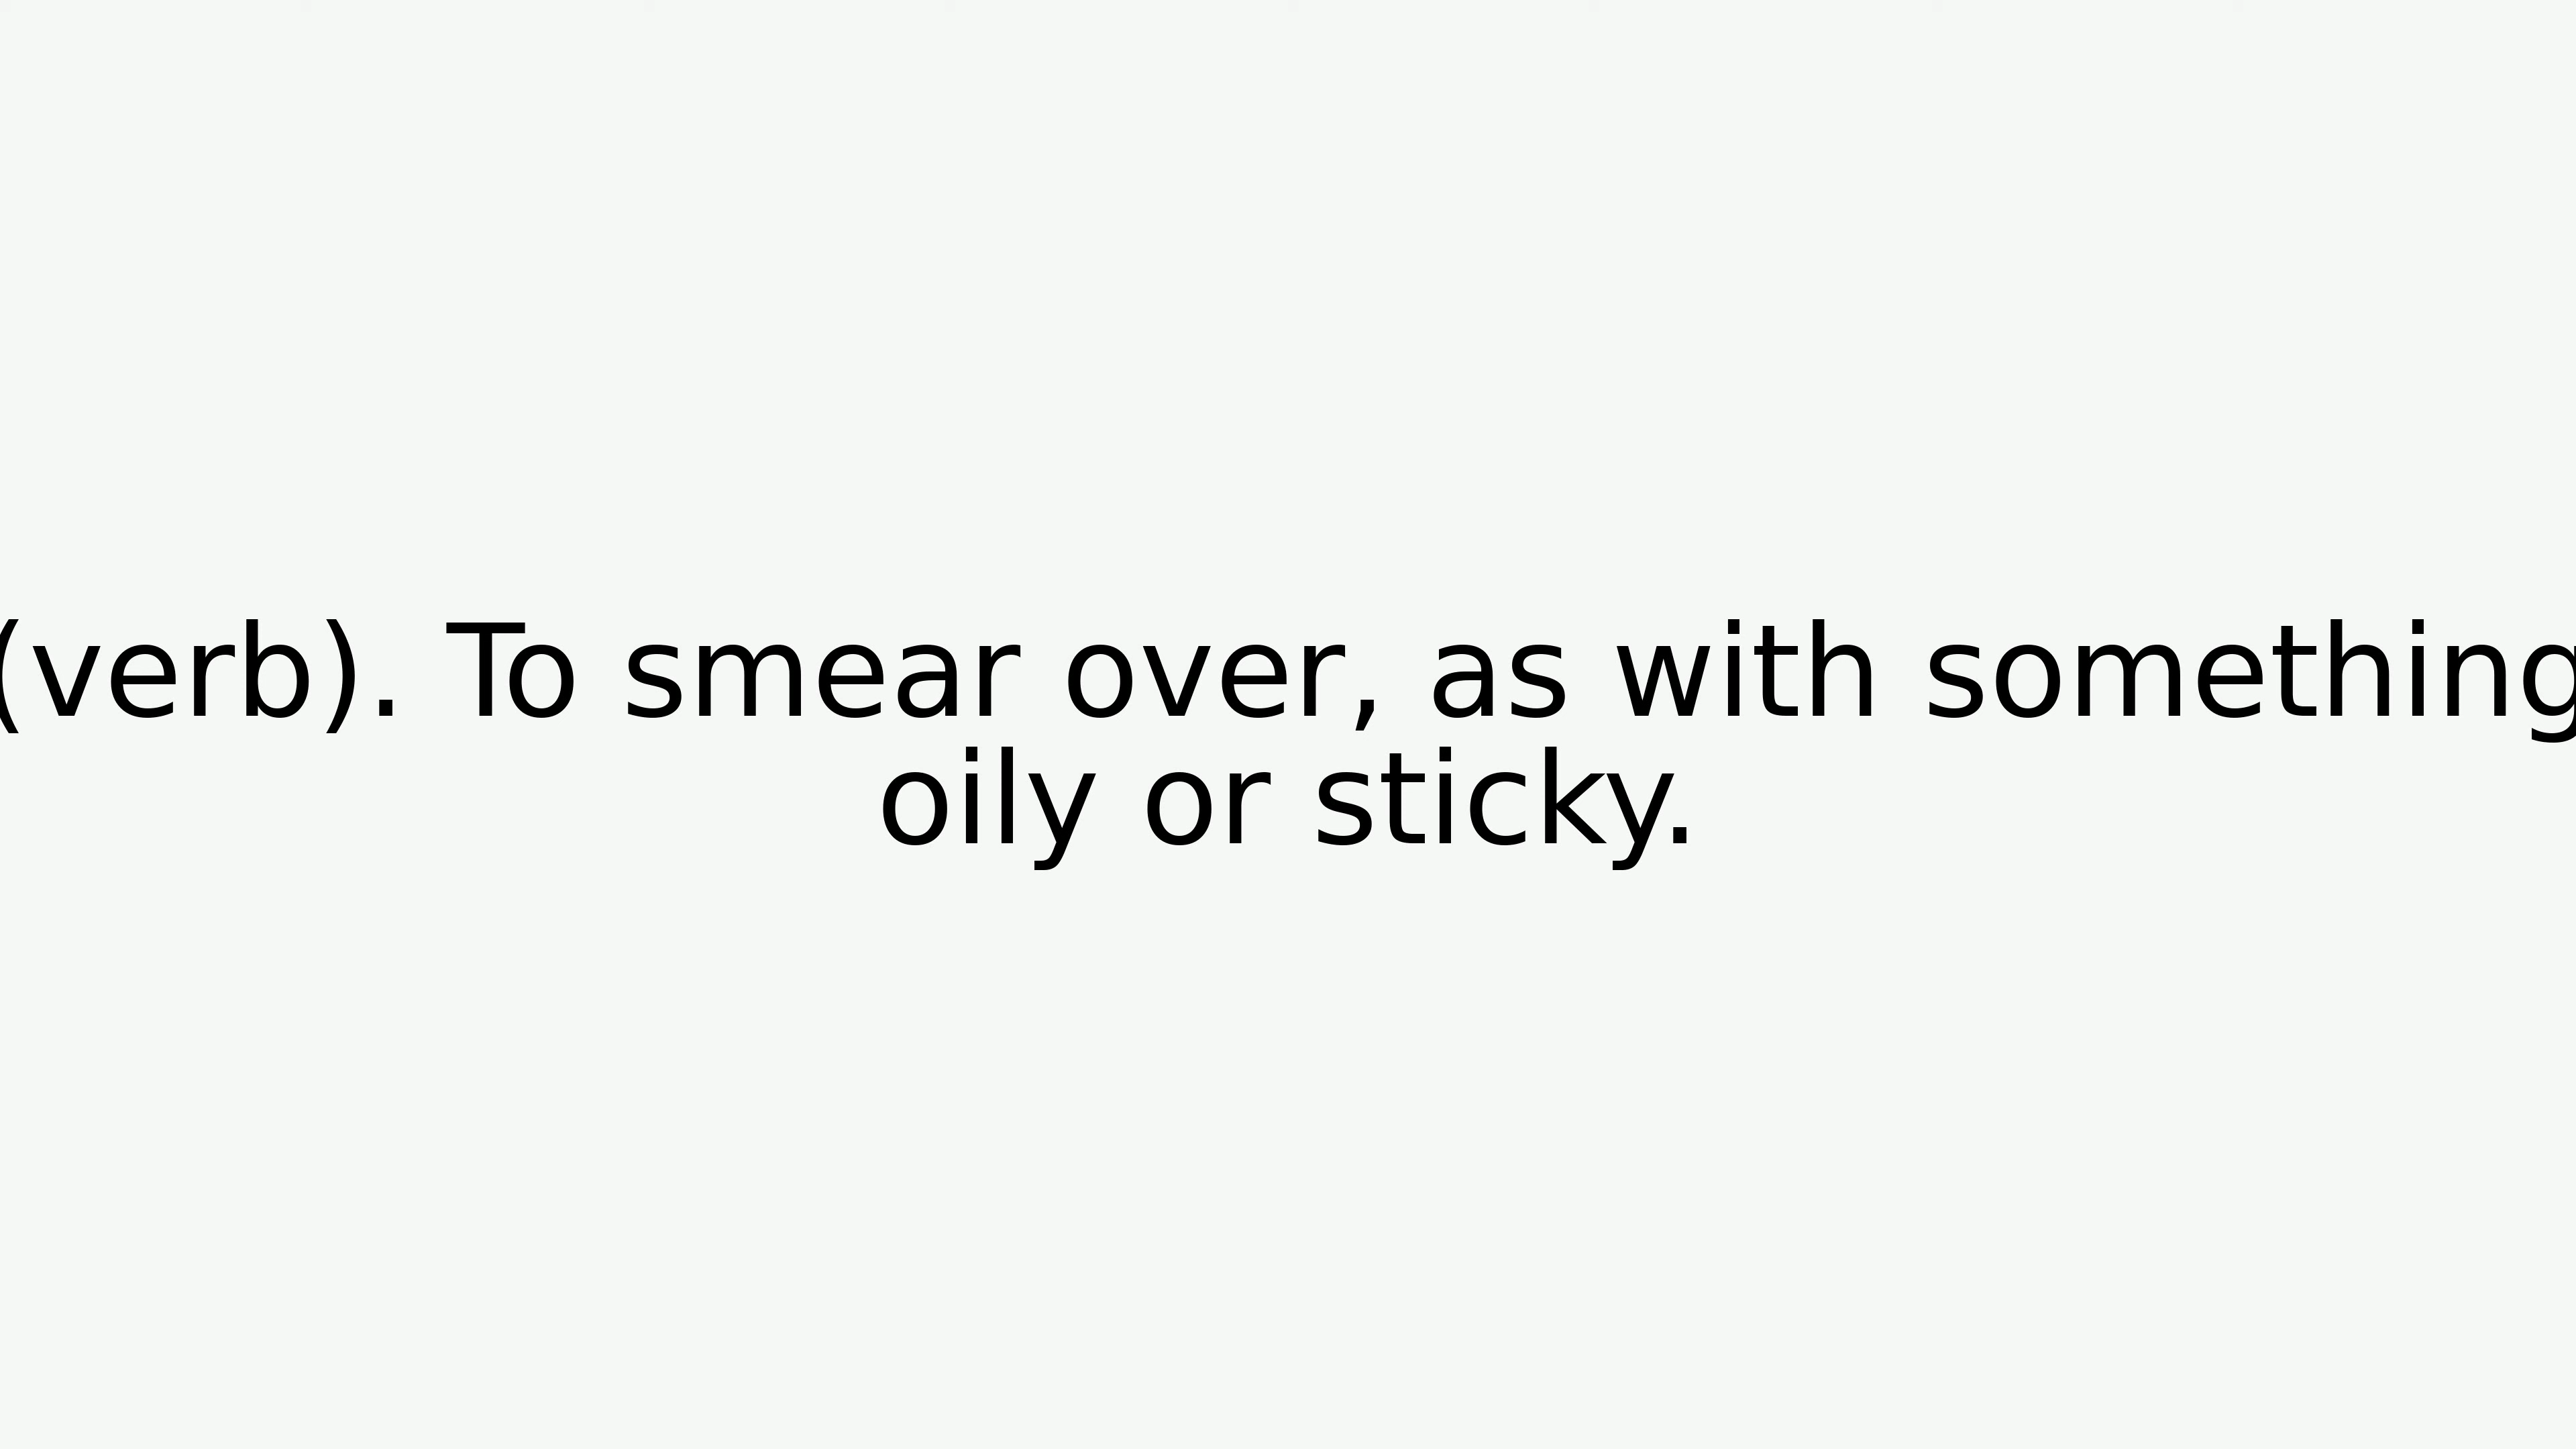 (verb). To smear over, as with something
oily or sticky.